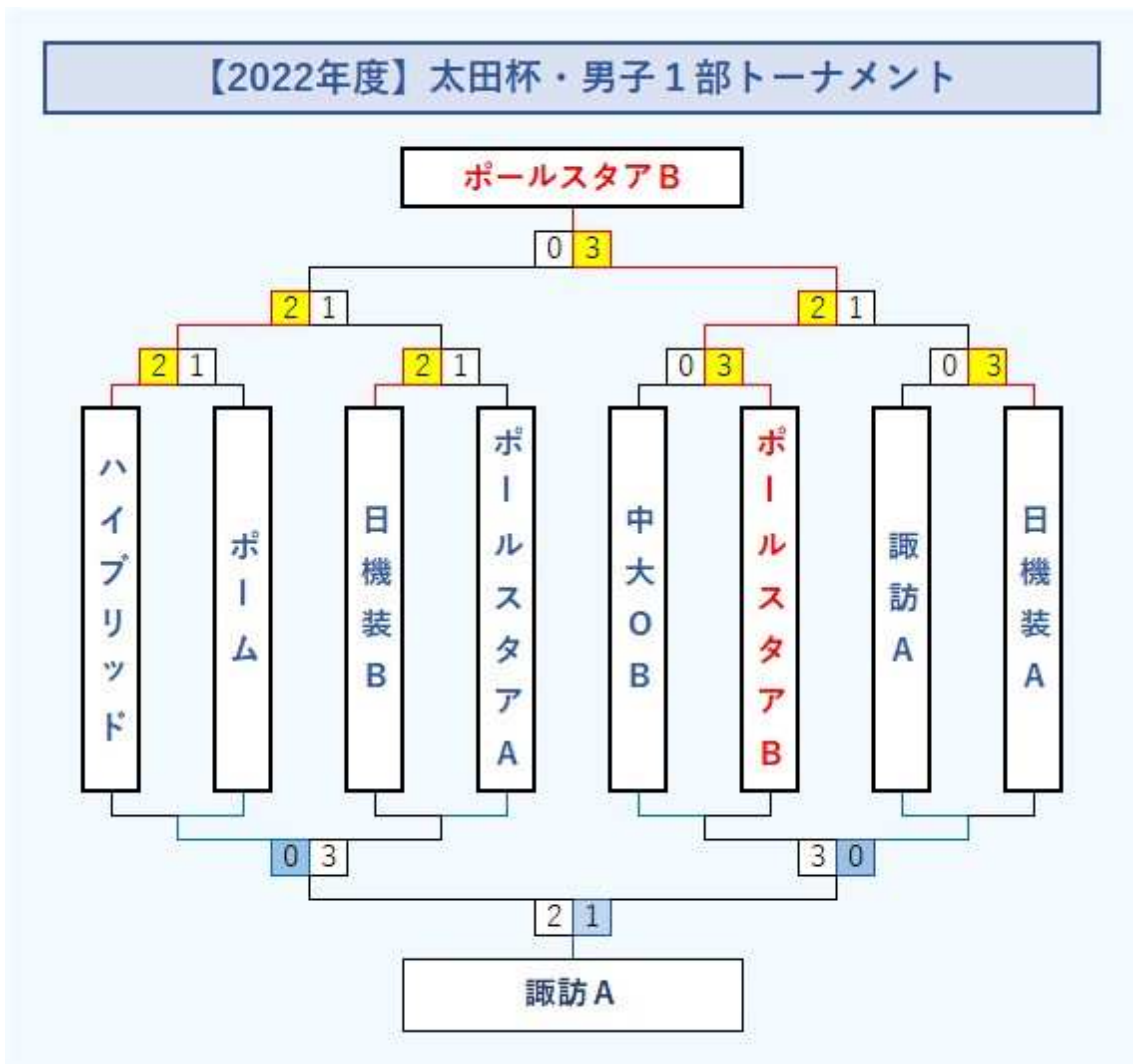 【2022年度】太田杯・男子１部トーナメント
ポールスタアＢ
0 3
2 1
2 1
2 1
2 1
0 3
0 3
ハイブリッド
ポーム
日機装Ｂ
ポールスタアＡ
中大ＯＢ
ポールスタアＢ
諏訪Ａ
日機装Ａ
0 3
3 0
2 1
諏訪Ａ